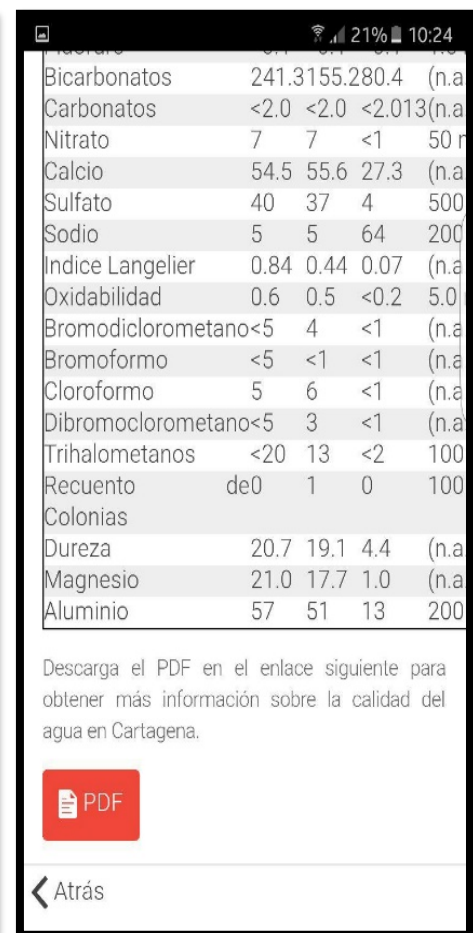 21% 10:24
Bicarbonatos 241.3155.280.4 (n.a
Carbonatos <2.0 <2.0 <2.013(n.a
Nitrato 7 7 <1 50
Calcio 54.5 55.6 27.3 (n.a
Sulfato 40 37 4 500
Sodio 5 5 64 200
Indice Langelier 0.84 0.44 0.07 (n.a
Oxidabilidad 0.6 0.5 <0.2 5.0
Bromodiclorometano<5 4 <1 (n.a
Bromoformo <5 <1 <1 (n.a
Cloroformo 5 6 <1 (n.a
Dibromoclorometano<5 3 <1 (n.a
Trihalometanos <20 13 <2 100
Recuento de0 1 0 100
Colonias
Dureza 20.7 19.1 4.4 (n.a
Magnesio 21.0 17.7 1.0 (n.a
Aluminio 57 51 13 200
Descarga el PDF en el enlace siguiente para
obtener más información sobre la calidad del
agua en Cartagena.
PDF
Atrás